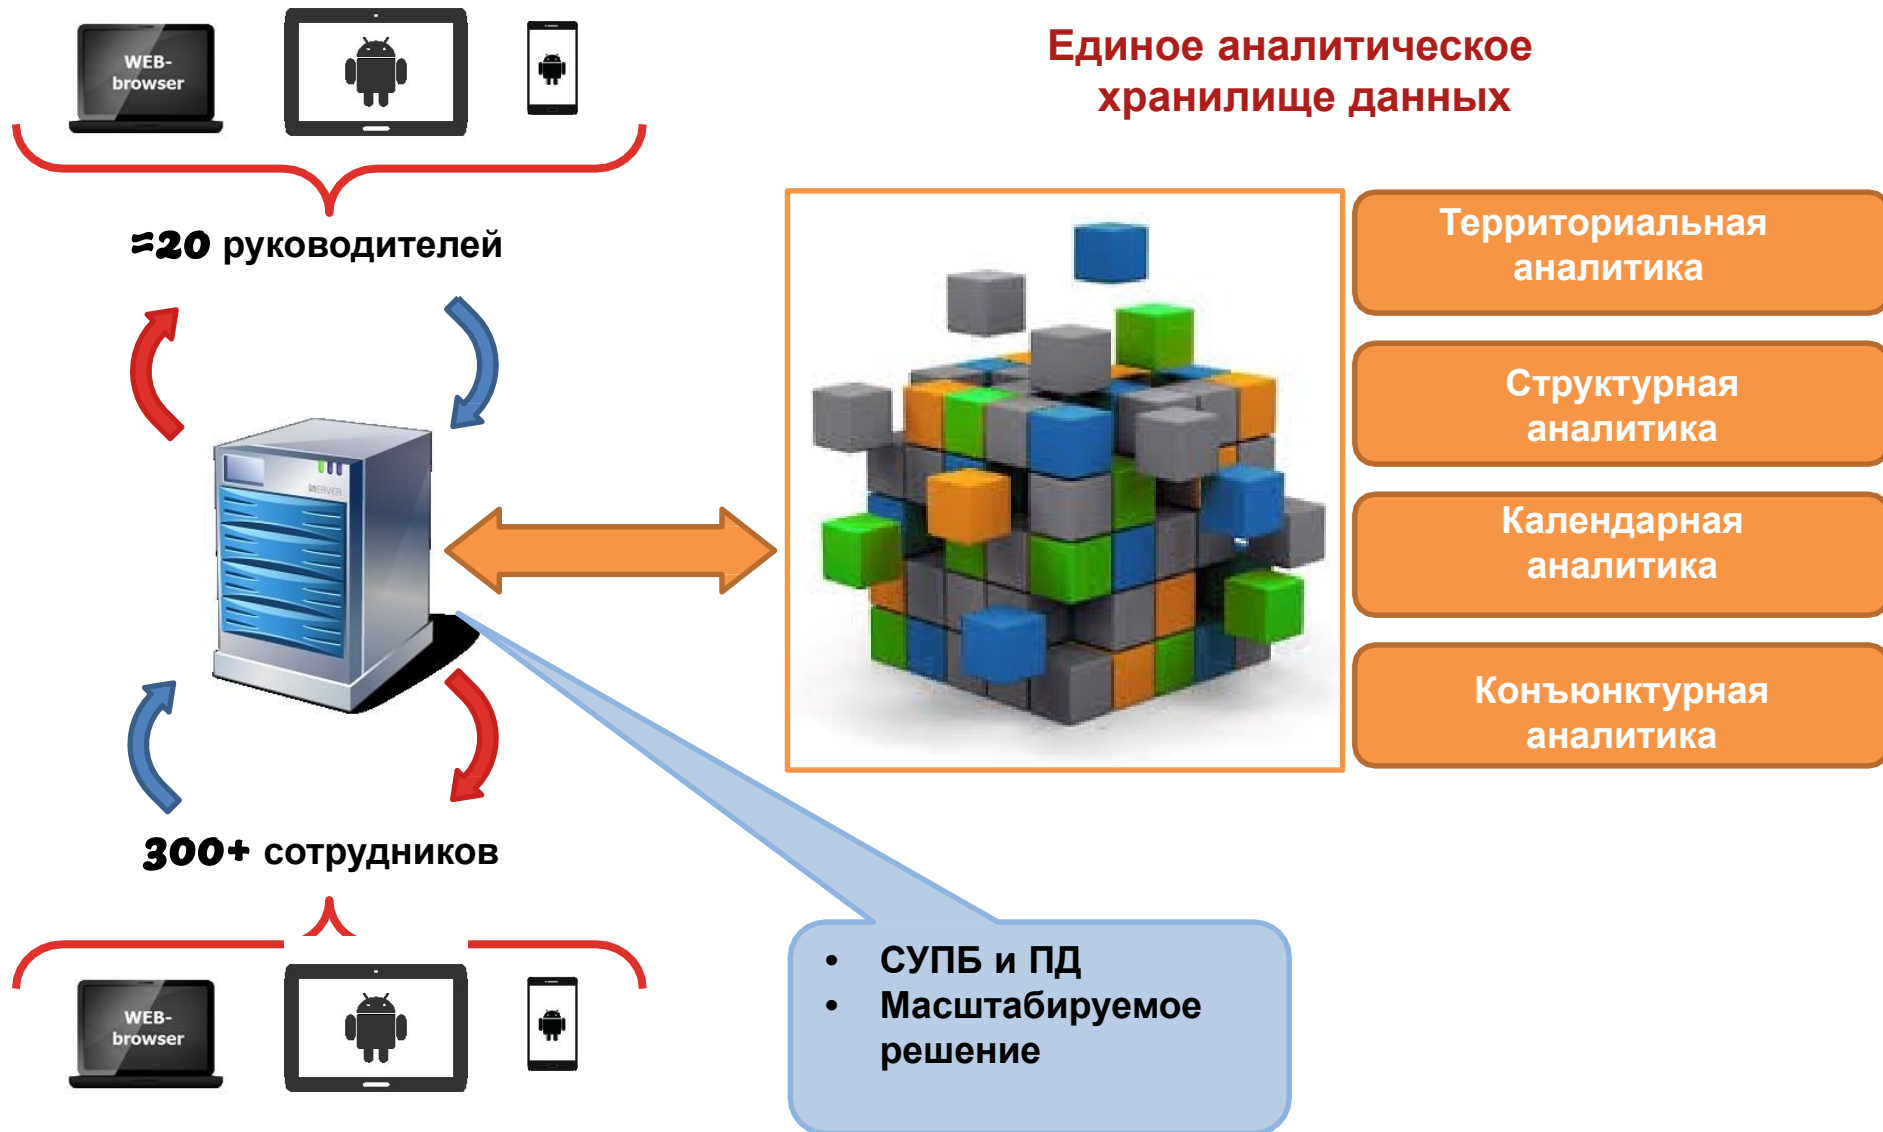 WEB-
browser
Единое аналитическое
хранилище данных
≈20 руководителей
Территориальная
аналитика
Структурная
аналитика
Календарная
аналитика
Конъюнктурная
аналитика
SERVER
300+ сотрудников
• СУПБ и ПД
• Масштабируемое
решение
WEB-
browser